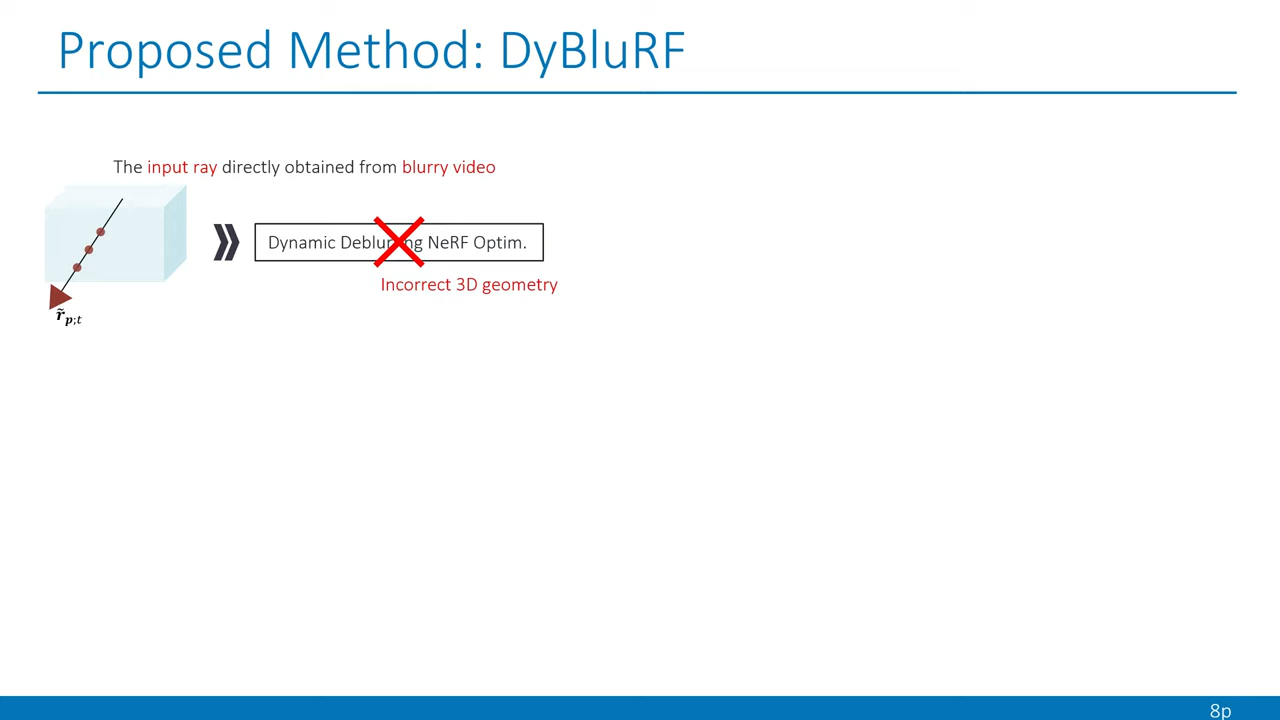 Proposed Method: DyBluRF
The input ray directly obtained from blurry video
Dynamic Deblurring NeRF Optim.
Incorrect 3D geometry
r̃p;t
8p